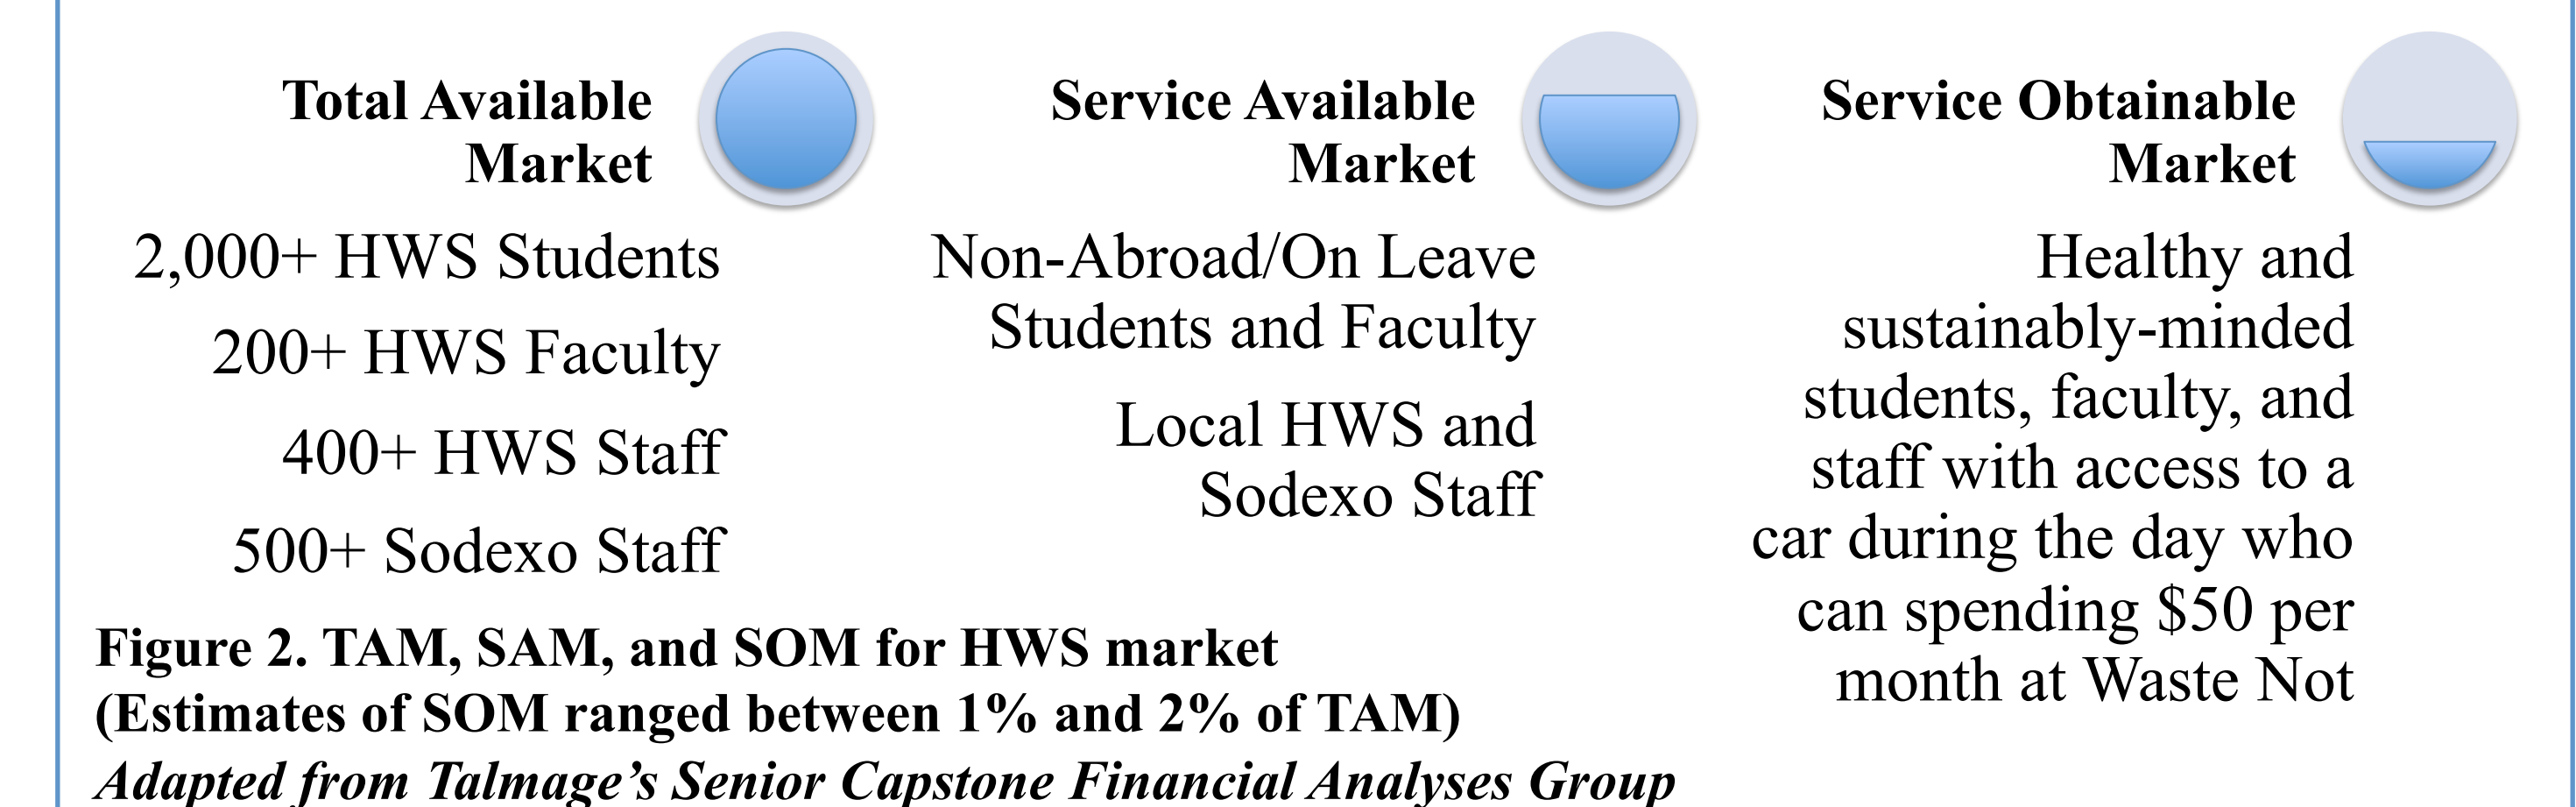 Total Available
Market
2,000+ HWS Students
200+ HWS Faculty
400+ HWS Staff
500+ Sodexo Staff
Service Available
Market
Non-Abroad/On Leave
Students and Faculty
Local HWS and
Sodexo Staff
Service Obtainable
Market
Healthy and
sustainably-minded
students, faculty, and
staff with access to a
car during the day who
can spending $50 per
month at Waste Not
Figure 2. TAM, SAM, and SOM for HWS market
(Estimates of SOM ranged between 1% and 2% of TAM)
Adapted from Talmage’s Senior Capstone Financial Analyses Group